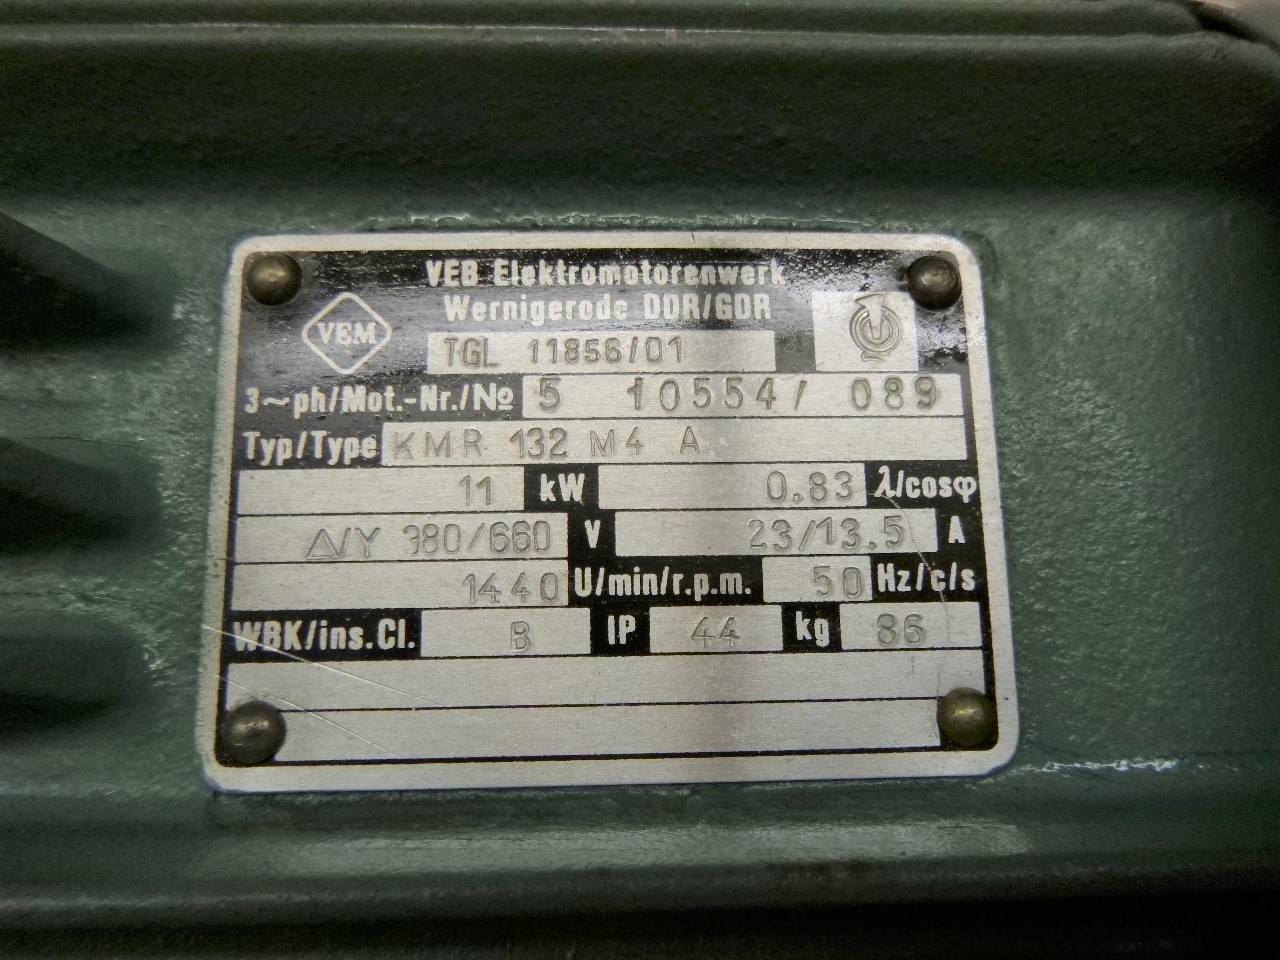 VEB Elektromotorenwerk
Wernigerode DDR/GDR
VEM
TGL 11856/01
3~ph/Mot.-Nr./№ 5 10554/ 089
Typ/Type KMR 132 M4 A
11 kW 0.83 λ/cosφ
△/Y 380/660 V 23/13.5 A
1440 U/min/r.p.m. 50 Hz/c/s
WBK/ins.Cl. B IP 44 kg 86